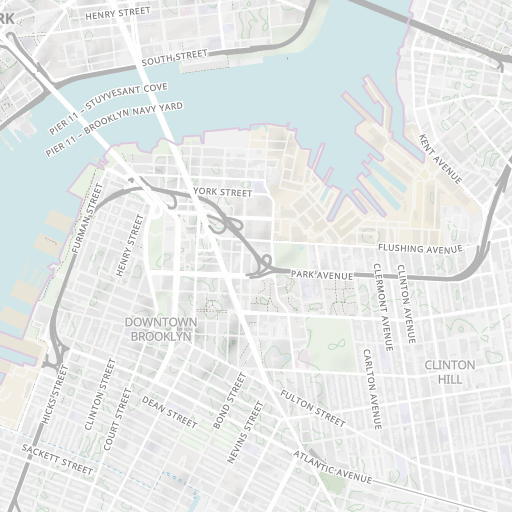 HENRY STREET
RK
SOUTH STREET
PIER 11 – STUYVESANT COVE
PIER 11 – BROOKLYN NAVY YARD
KENT AVENUE
YORK STREET
FURMAN STREET
HENRY STREET
FLUSHING AVENUE
PARK AVENUE
CLERMONT AVENUE
CLINTON AVENUE
DOWNTOWN
BROOKLYN
CLINTON
HILL
CARLTON AVENUE
HICKS STREET
CLINTON STREET
COURT STREET
DEAN STREET
BOND STREET
NEVINS STREET
FULTON STREET
SACKETT STREET
ATLANTIC AVENUE